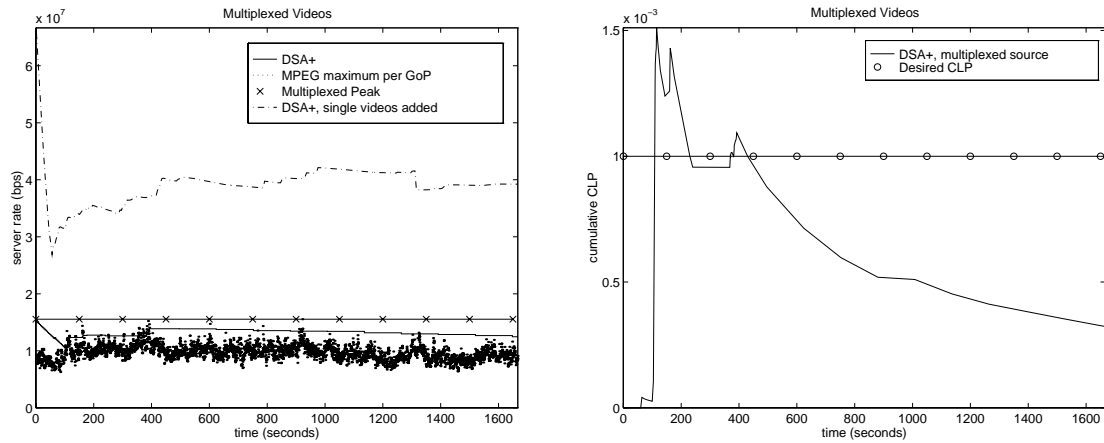 Multiplexed Videos
x 10^7
DSA+
MPEG maximum per GoP
Multiplexed Peak
DSA+, single videos added
6
5
4
3
2
1
0
server rate (bps)
0 200 400 600 800 1000 1200 1400 1600
time (seconds)
Multiplexed Videos
x 10^-3
DSA+, multiplexed source
Desired CLP
1.5
1
0.5
0
cumulative CLP
0 200 400 600 800 1000 1200 1400 1600
time (seconds)